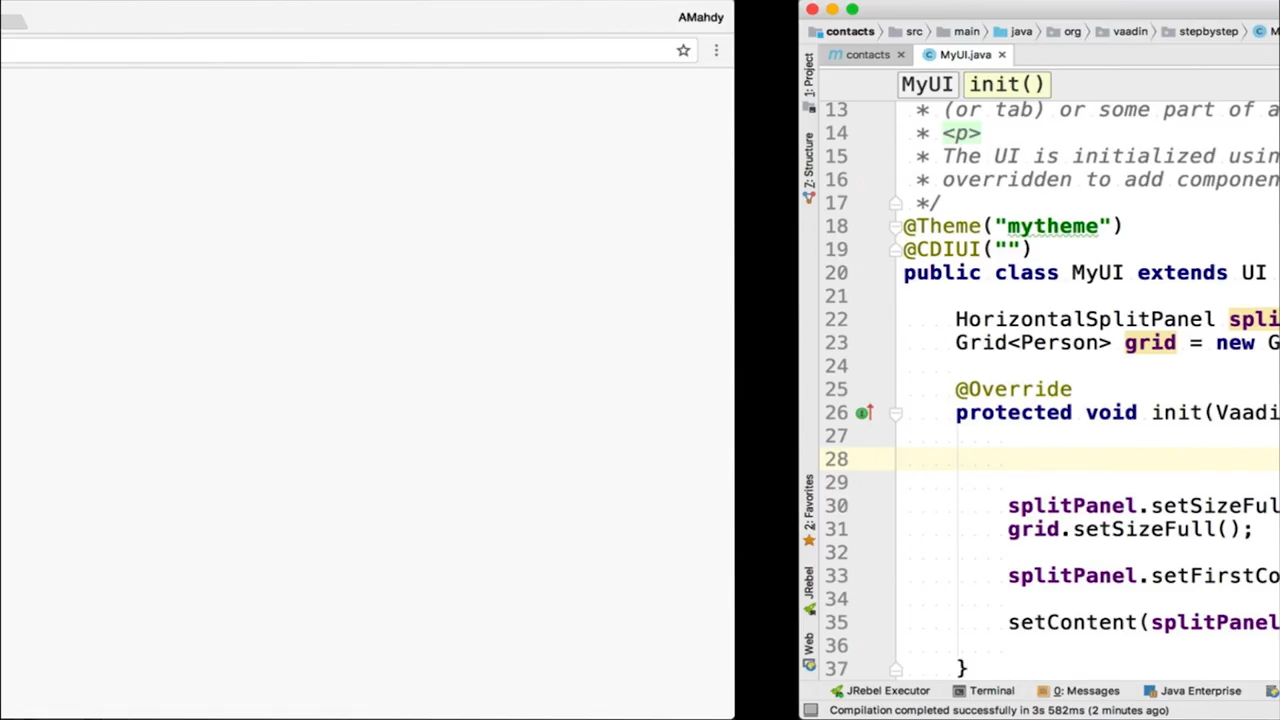 AMahdy
contacts src main java org vaadin stepbystep M
contacts MyUI.java
1: Project
Z: Structure
2: Favorites
JRebel
Web
MyUI init()
13 * (or tab) or some part of a
14 * <p>
15 * The UI is initialized usin
16 * overridden to add componen
17 */
18 @Theme("mytheme")
19 @CDIUI("")
20 public class MyUI extends UI
21
22 HorizontalSplitPanel spli
23 Grid<Person> grid = new G
24
25 @Override
26 protected void init(Vaadi
27
28
29
30 splitPanel.setSizeFul
31 grid.setSizeFull();
32
33 splitPanel.setFirstCo
34
35 setContent(splitPanel
36
37 }
JRebel Executor Terminal 0: Messages Java Enterprise
Compilation completed successfully in 3s 582ms (2 minutes ago)